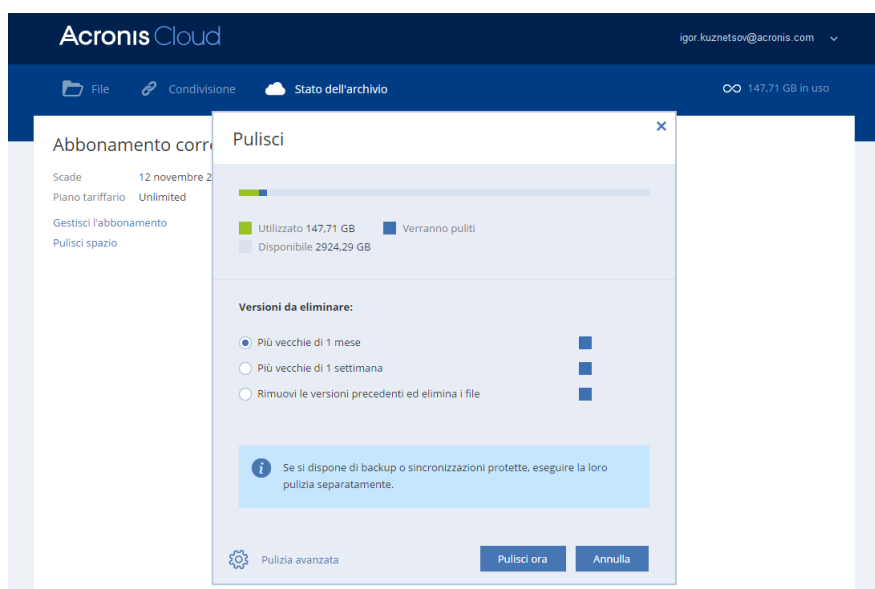 Acronis Cloud
igor.kuznetsov@acronis.com
File
Condivisione
Stato dell'archivio
147,71 GB in uso
Abbonamento corr
Scade 12 novembre 2
Piano tariffario Unlimited
Gestisci l'abbonamento
Pulisci spazio
Pulisci
Utilizzato 147,71 GB
Verranno puliti
Disponibile 2924,29 GB
Versioni da eliminare:
Più vecchie di 1 mese
Più vecchie di 1 settimana
Rimuovi le versioni precedenti ed elimina i file
Se si dispone di backup o sincronizzazioni protette, eseguire la loro
pulizia separatamente.
Pulizia avanzata
Pulisci ora
Annulla